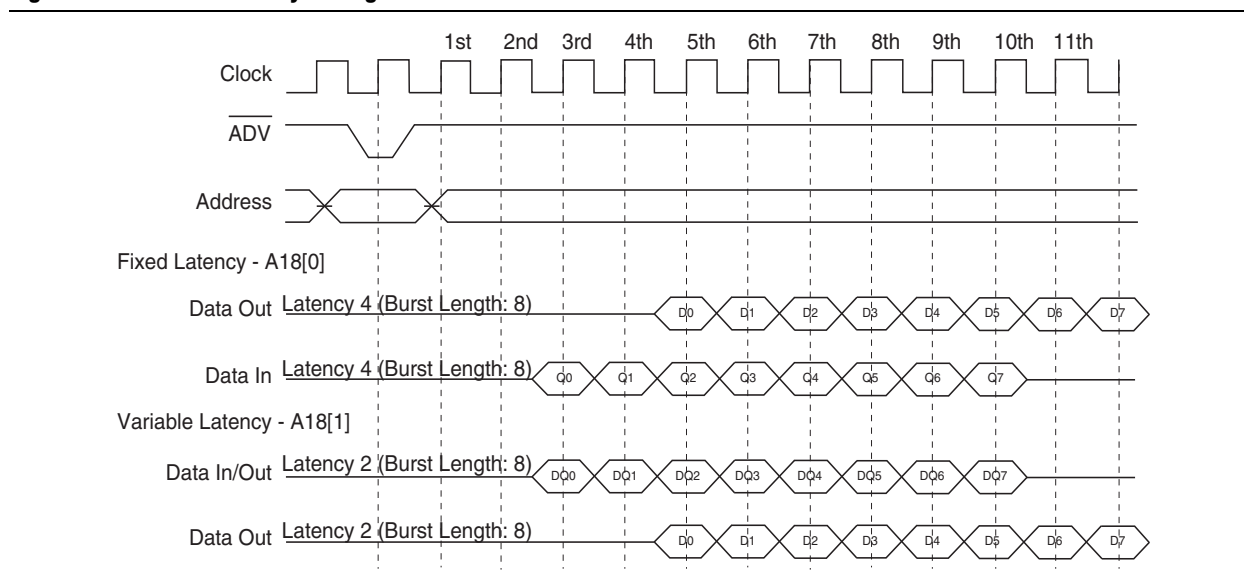 1st 2nd 3rd 4th 5th 6th 7th 8th 9th 10th 11th
Clock
ADV
Address
Fixed Latency - A18[0]
Data Out Latency 4 (Burst Length: 8) D0 D1 D2 D3 D4 D5 D6 D7
Data In Latency 4 (Burst Length: 8) Q0 Q1 Q2 Q3 Q4 Q5 Q6 Q7
Variable Latency - A18[1]
Data In/Out Latency 2 (Burst Length: 8) DQ0 DQ1 DQ2 DQ3 DQ4 DQ5 DQ6 DQ7
Data Out Latency 2 (Burst Length: 8) D0 D1 D2 D3 D4 D5 D6 D7